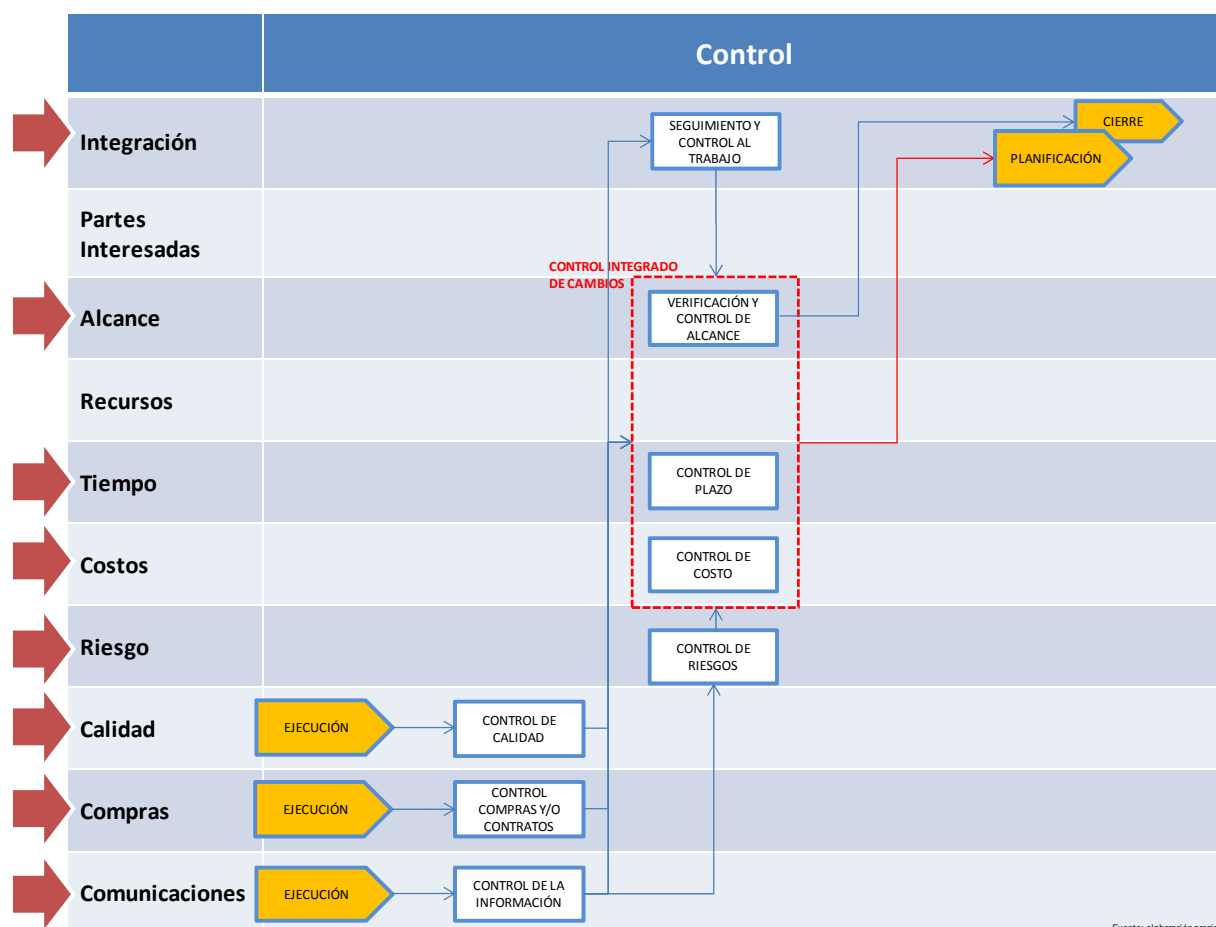 Control
Integración
SEGUIMIENTO Y
CONTROL AL
TRABAJO
CIERRE
PLANIFICACIÓN
Partes
Interesadas
CONTROL INTEGRADO
DE CAMBIOS
Alcance
VERIFICACIÓN Y
CONTROL DE
ALCANCE
Recursos
Tiempo
CONTROL DE
PLAZO
Costos
CONTROL DE
COSTO
Riesgo
CONTROL DE
RIESGOS
Calidad
EJECUCIÓN
CONTROL DE
CALIDAD
Compras
EJECUCIÓN
CONTROL
COMPRAS Y/O
CONTRATOS
Comunicaciones
EJECUCIÓN
CONTROL DE LA
INFORMACIÓN
Fuente: elaboración